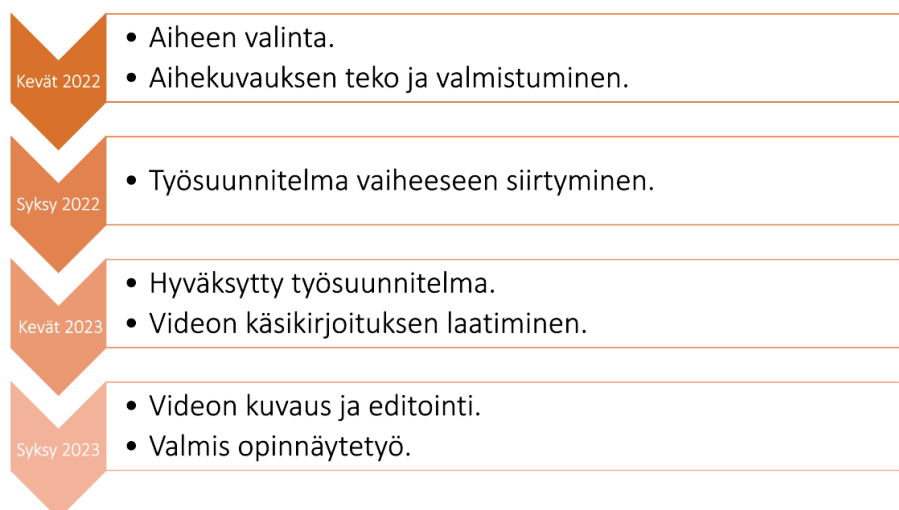 Kevät 2022
• Aiheen valinta.
• Aihekuvauksen teko ja valmistuminen.
Syksy 2022
• Työsuunnitelma vaiheeseen siirtyminen.
Kevät 2023
• Hyväksytty työsuunnitelma.
• Videon käsikirjoituksen laatiminen.
Syksy 2023
• Videon kuvaus ja editointi.
• Valmis opinnäytetyö.